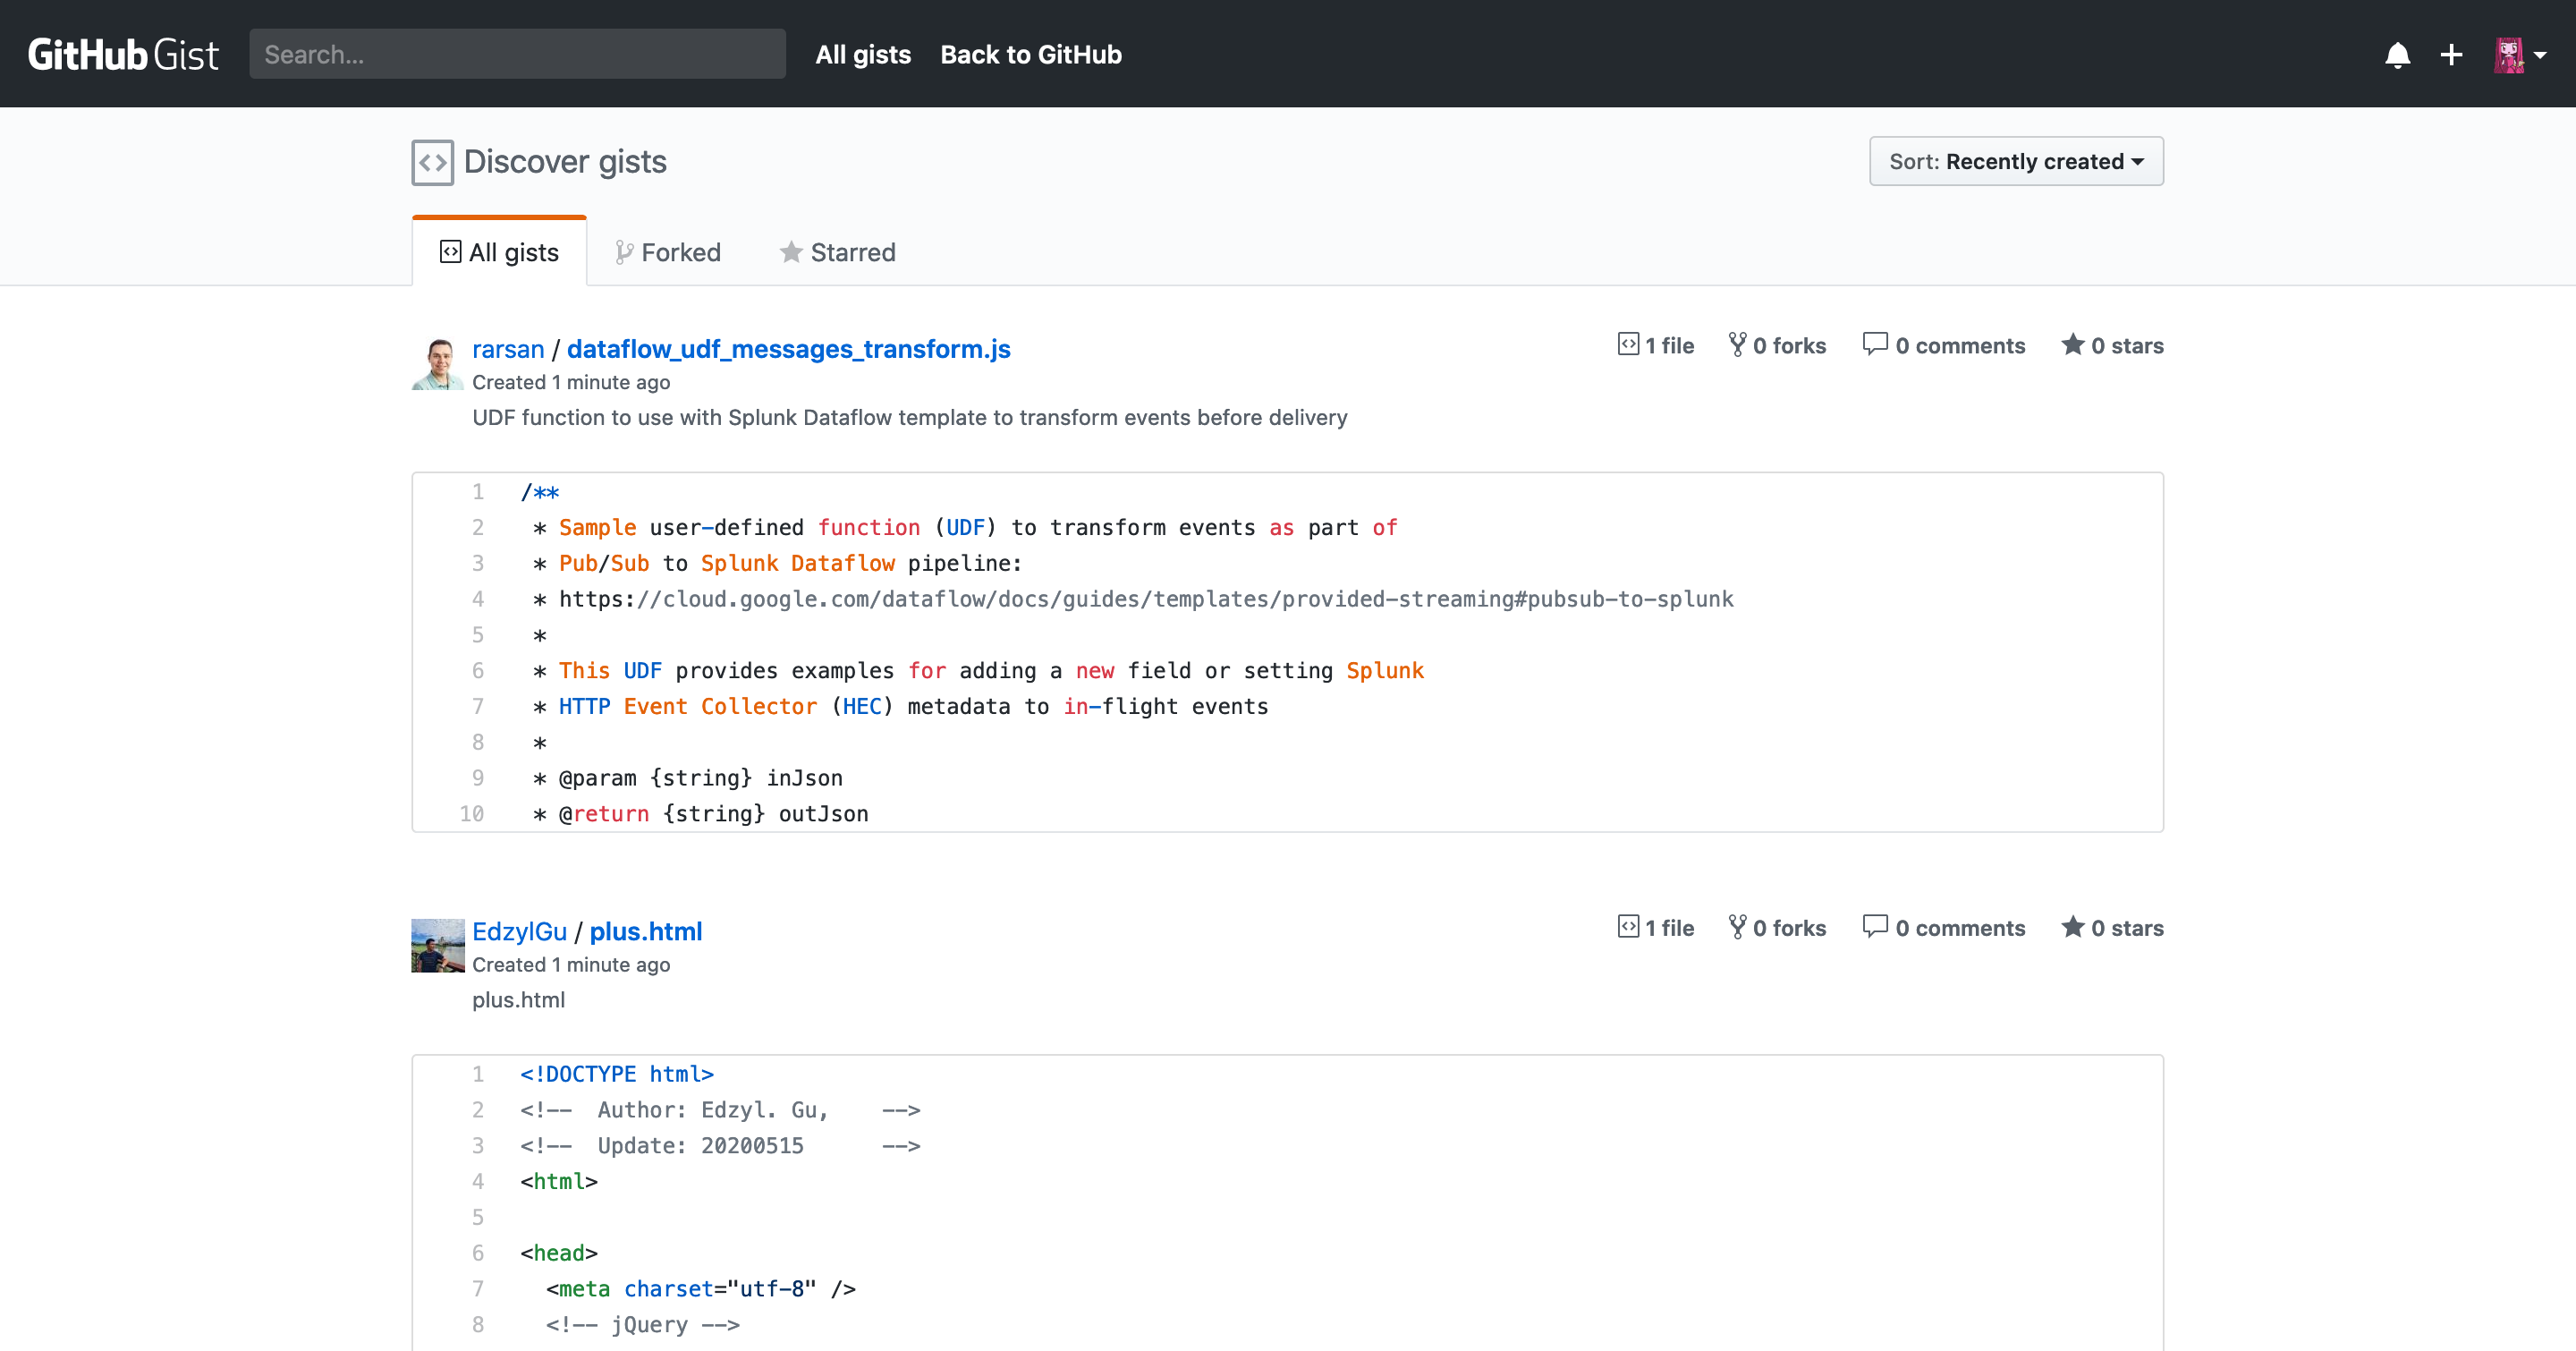 GitHub Gist Search... All gists Back to GitHub
Discover gists
Sort: Recently created
All gists Forked Starred
rarsan / dataflow_udf_messages_transform.js
1 file 0 forks 0 comments 0 stars
Created 1 minute ago
UDF function to use with Splunk Dataflow template to transform events before delivery
1 /**
2 * Sample user-defined function (UDF) to transform events as part of
3 * Pub/Sub to Splunk Dataflow pipeline:
4 * https://cloud.google.com/dataflow/docs/guides/templates/provided-streaming#pubsub-to-splunk
5 *
6 * This UDF provides examples for adding a new field or setting Splunk
7 * HTTP Event Collector (HEC) metadata to in-flight events
8 *
9 * @param {string} inJson
10 * @return {string} outJson
EdzylGu / plus.html
1 file 0 forks 0 comments 0 stars
Created 1 minute ago
plus.html
1 <!DOCTYPE html>
2 <!--  Author: Edzyl. Gu,    -->
3 <!--  Update: 20200515      -->
4 <html>
5
6 <head>
7   <meta charset="utf-8" />
8   <!-- jQuery -->